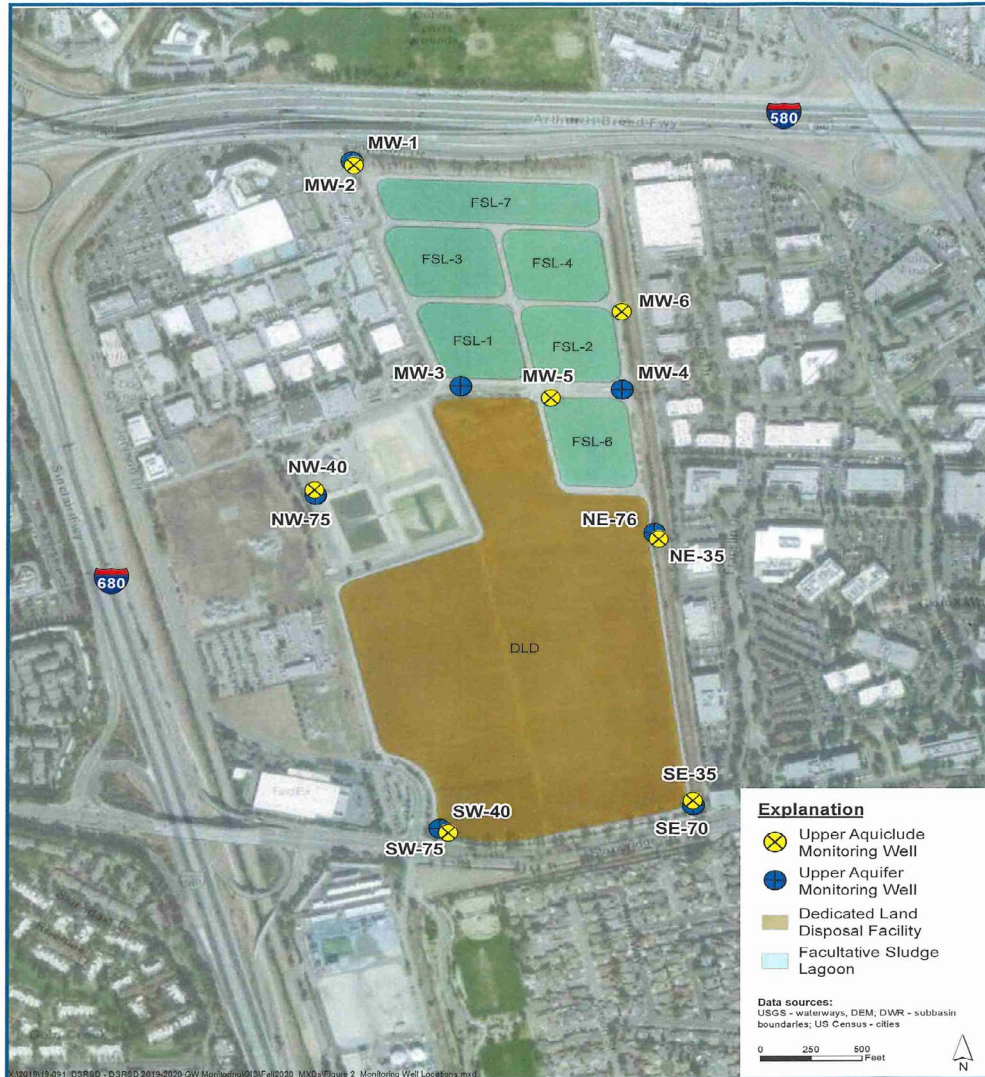 580
Arthur H Breed Fwy
MW-1
MW-2
FSL-7
FSL-3
FSL-4
MW-6
FSL-1
FSL-2
MW-3
MW-5
MW-4
FSL-6
NW-40
NW-75
NE-76
NE-35
680
DLD
SE-35
SE-70
FedEx
SW-40
SW-75
Explanation
Upper Aquiclude
Monitoring Well
Upper Aquifer
Monitoring Well
Dedicated Land
Disposal Facility
Facultative Sludge
Lagoon
Data sources:
USGS - waterways, DEM; DWR - subbasin
boundaries; US Census - cities
0 250 500
Feet
N